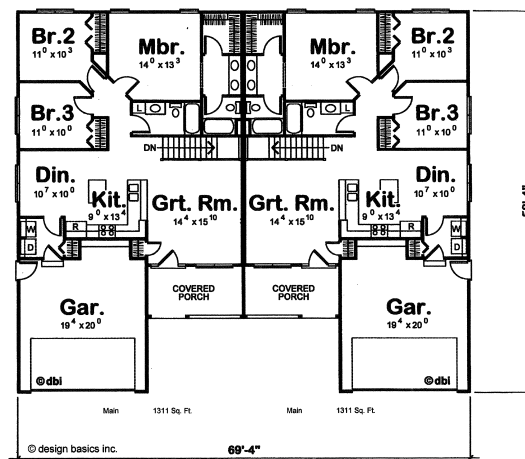 Br.2 Mbr. Mbr. Br.2
11⁰ x 10³ 14⁰ x 13³ 14⁰ x 13³ 11⁰ x 10³
Br.3 L L Br.3
11⁰ x 10⁰ 11⁰ x 10⁰
DN DN
Din. Din.
10⁷ x 10⁰ 10⁷ x 10⁰
Kit. Grt. Rm. Grt. Rm. Kit.
9⁰ x 13⁴ 14⁴ x 15¹⁰ 14⁴ x 15¹⁰ 9⁰ x 13⁴
W R R W
D D
COVERED COVERED
PORCH PORCH
Gar. Gar.
19⁴ x 20⁰ 19⁴ x 20⁰
©dbi ©dbi
Main 1311 Sq. Ft. Main 1311 Sq. Ft.
© design basics inc. 69'-4"